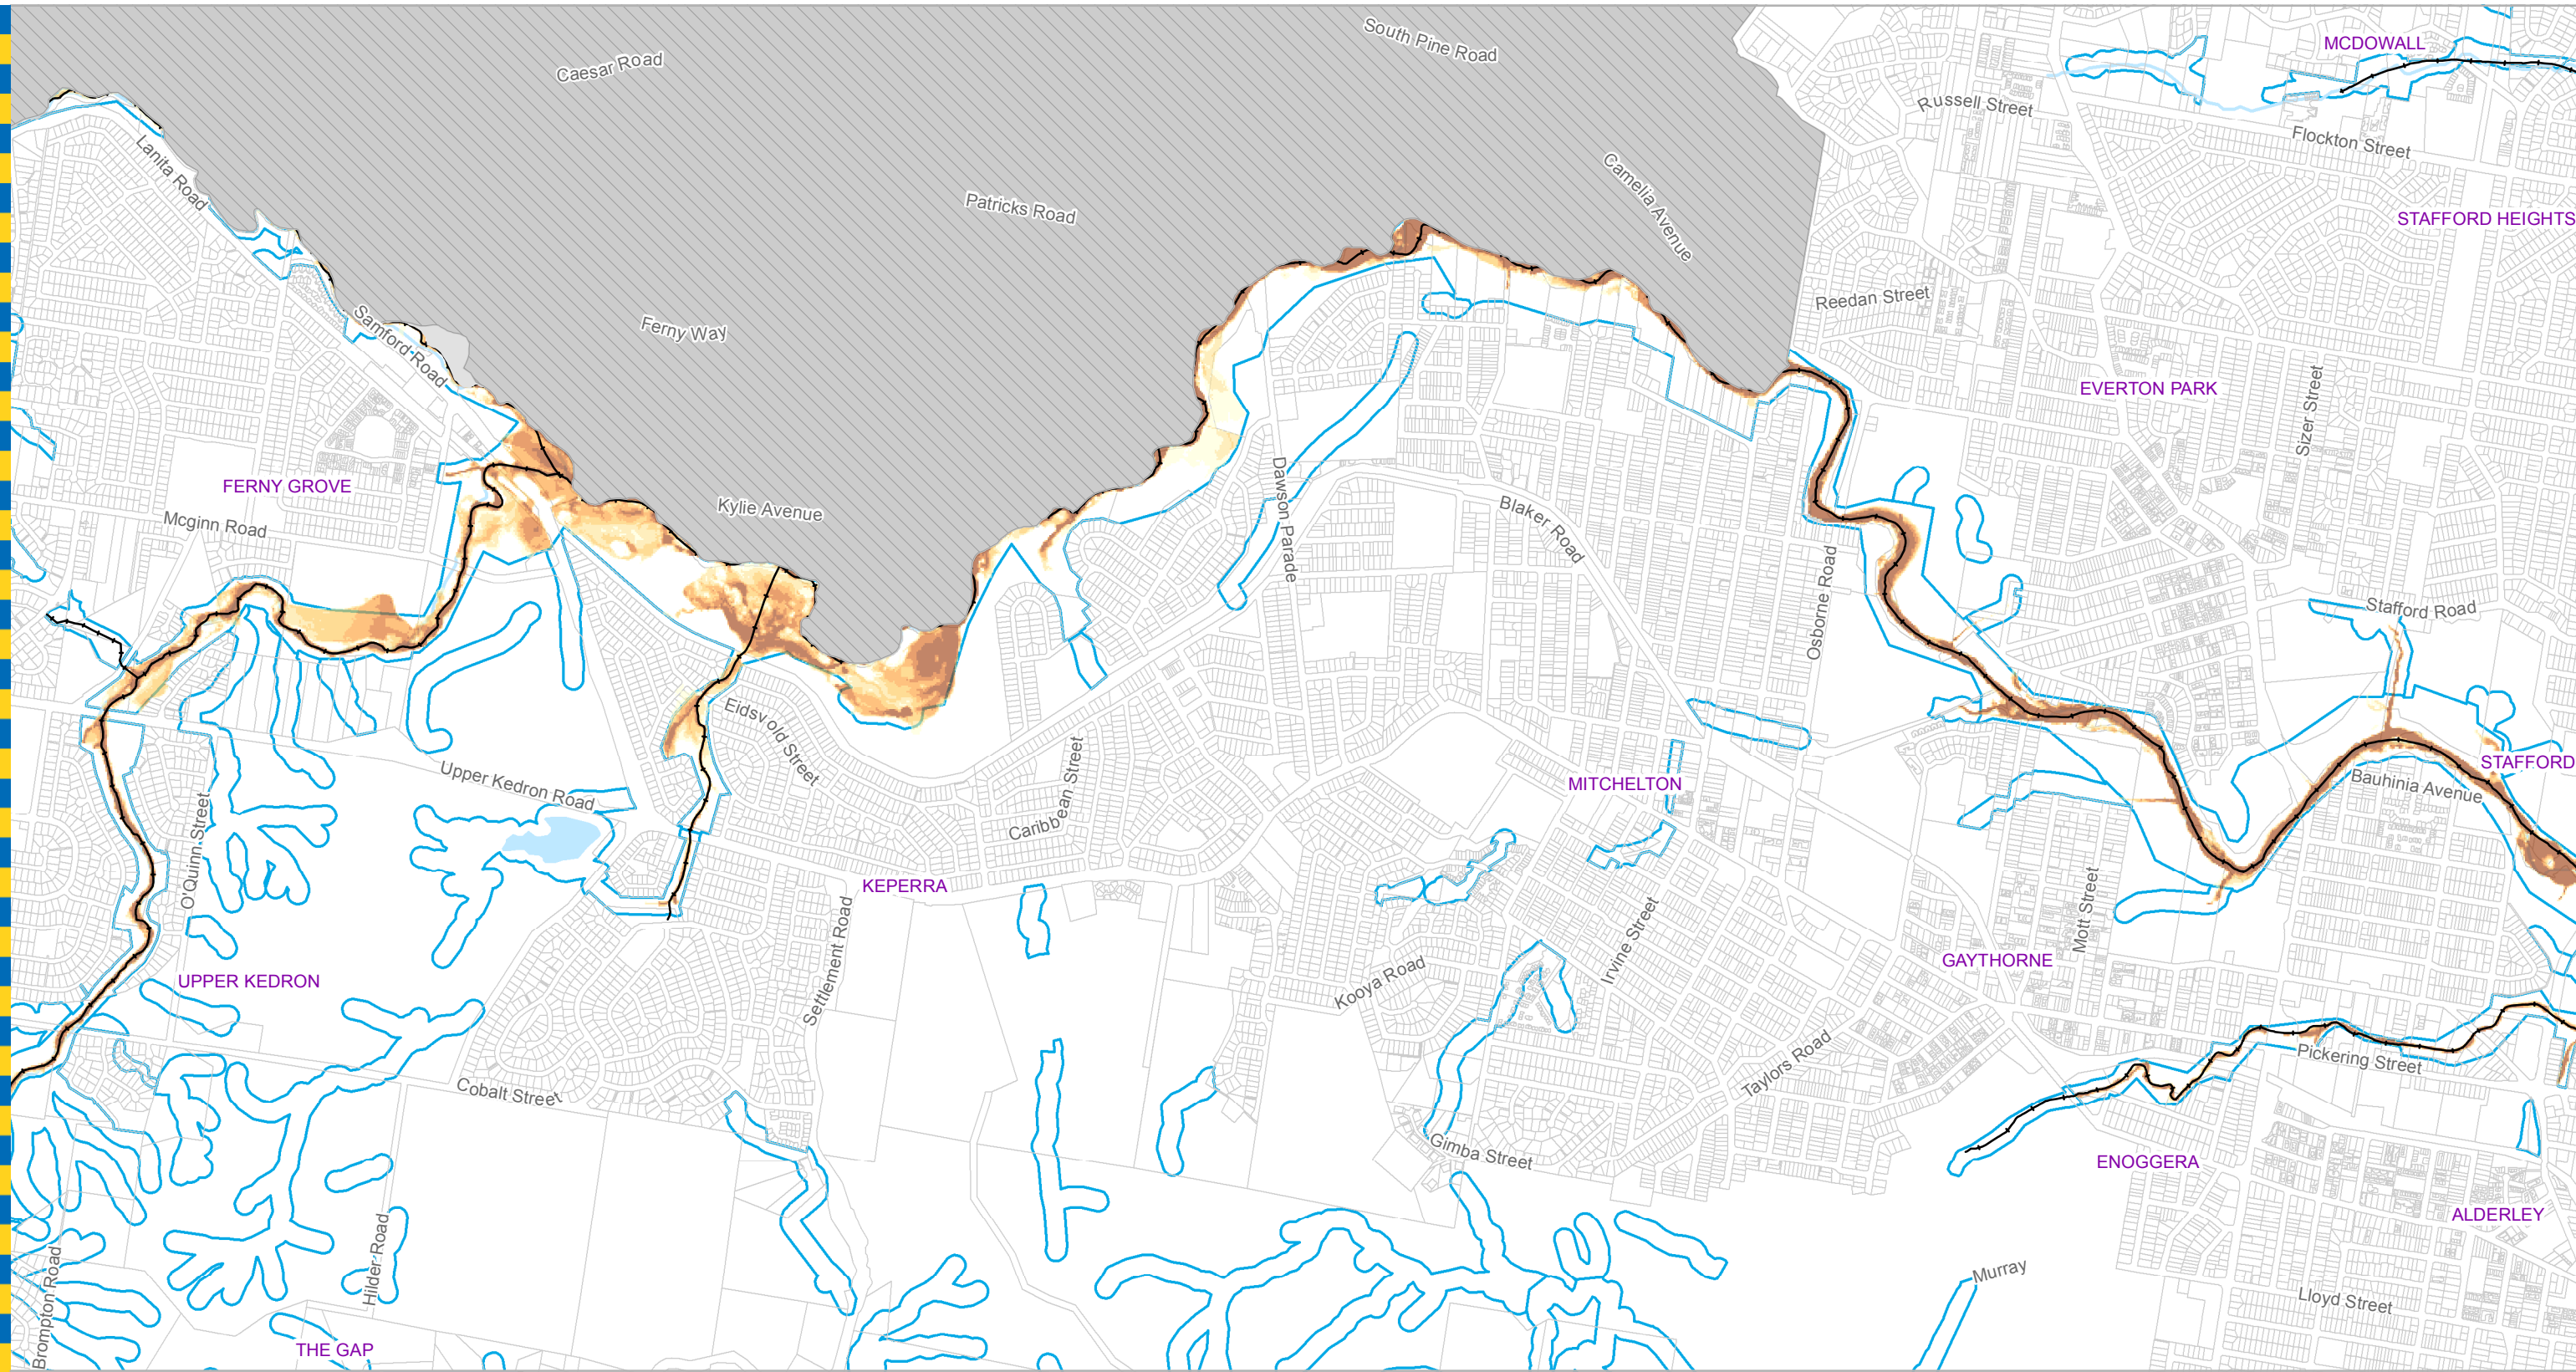 South Pine Road
MCDOWALL
Caesar Road
Russell Street
Flockton Street
Lanita Road
Camelia Avenue
Patricks Road
STAFFORD HEIGHTS
Reedan Street
Samford Road
Ferny Way
EVERTON PARK
Sizer Street
FERNY GROVE
Kylie Avenue
Dawson Parade
Blaker Road
Mcginn Road
Osborne Road
Stafford Road
Eidsvold Street
STAFFORD
Upper Kedron Road
Caribbean Street
MITCHELTON
Bauhinia Avenue
O'Quinn Street
KEPERRA
Settlement Road
Irvine Street
Mott Street
GAYTHORNE
UPPER KEDRON
Kooya Road
Pickering Street
Taylors Road
Cobalt Street
Gimba Street
ENOGGERA
ALDERLEY
Hilder Road
Brompton Road
Murray
Lloyd Street
THE GAP